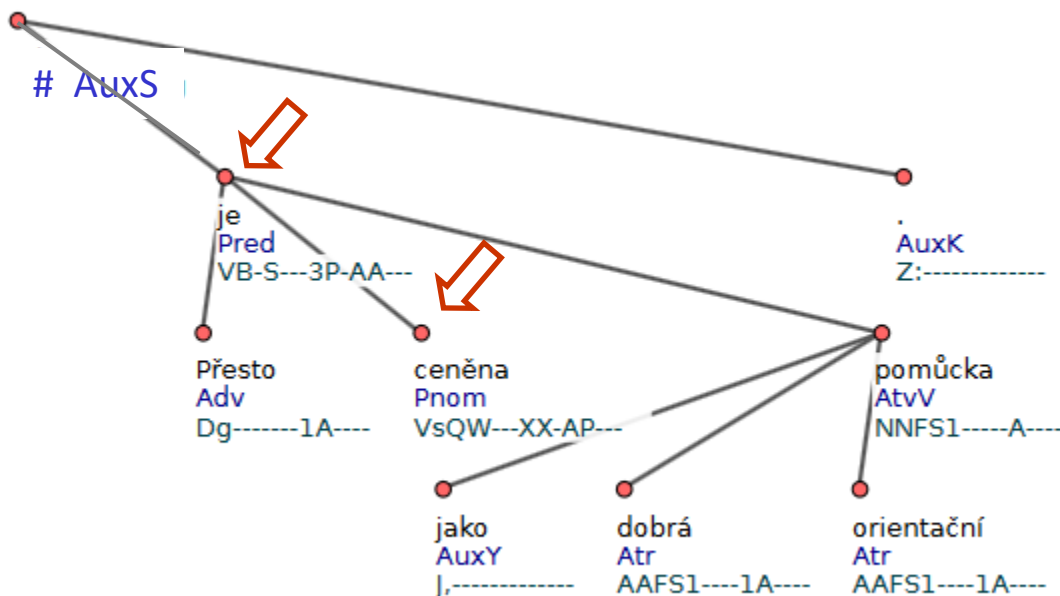 # AuxS
je
Pred
VB-S---3P-AA---
.
AuxK
Z:-------------
Přesto
Adv
Dg-------1A----
ceněna
Pnom
VsQW---XX-AP---
pomůcka
AtvV
NNFS1-----A----
jako
AuxY
J,-------------
dobrá
Atr
AAFS1----1A----
orientační
Atr
AAFS1----1A----